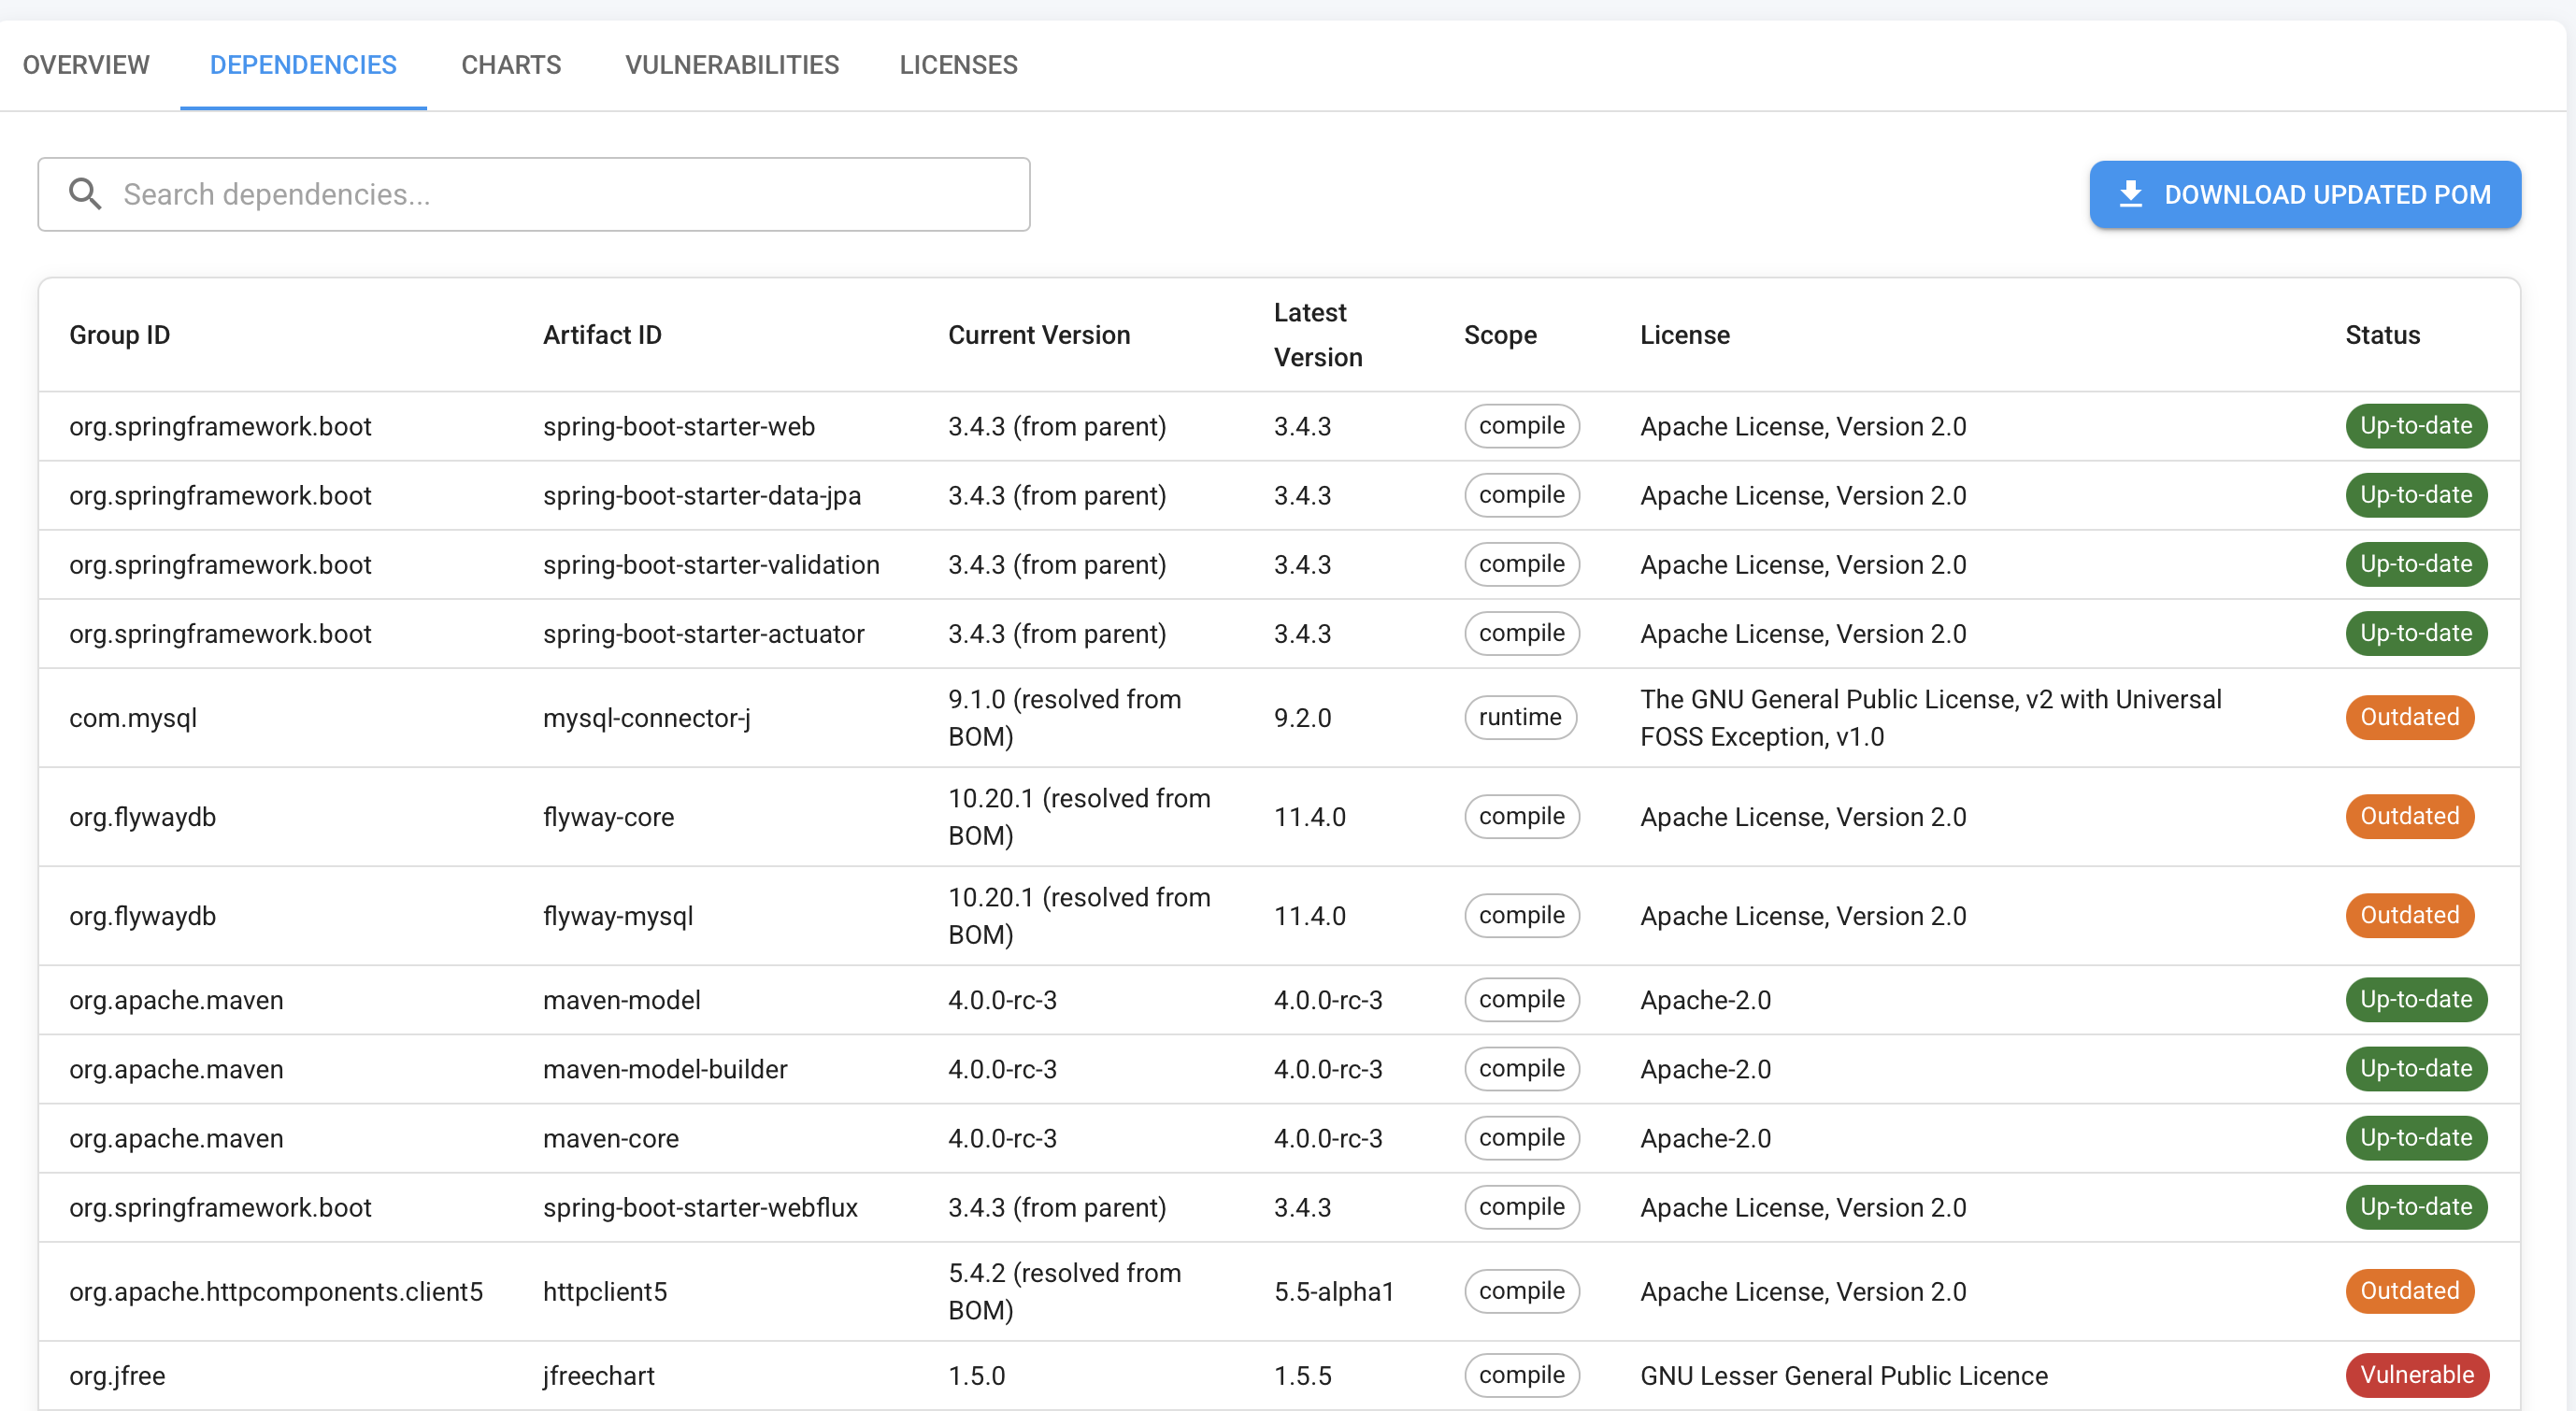 OVERVIEW DEPENDENCIES CHARTS VULNERABILITIES LICENSES
Search dependencies...
DOWNLOAD UPDATED POM
Group ID Artifact ID Current Version Latest Version Scope License Status
org.springframework.boot spring-boot-starter-web 3.4.3 (from parent) 3.4.3 compile Apache License, Version 2.0 Up-to-date
org.springframework.boot spring-boot-starter-data-jpa 3.4.3 (from parent) 3.4.3 compile Apache License, Version 2.0 Up-to-date
org.springframework.boot spring-boot-starter-validation 3.4.3 (from parent) 3.4.3 compile Apache License, Version 2.0 Up-to-date
org.springframework.boot spring-boot-starter-actuator 3.4.3 (from parent) 3.4.3 compile Apache License, Version 2.0 Up-to-date
com.mysql mysql-connector-j 9.1.0 (resolved from BOM) 9.2.0 runtime The GNU General Public License, v2 with Universal FOSS Exception, v1.0 Outdated
org.flywaydb flyway-core 10.20.1 (resolved from BOM) 11.4.0 compile Apache License, Version 2.0 Outdated
org.flywaydb flyway-mysql 10.20.1 (resolved from BOM) 11.4.0 compile Apache License, Version 2.0 Outdated
org.apache.maven maven-model 4.0.0-rc-3 4.0.0-rc-3 compile Apache-2.0 Up-to-date
org.apache.maven maven-model-builder 4.0.0-rc-3 4.0.0-rc-3 compile Apache-2.0 Up-to-date
org.apache.maven maven-core 4.0.0-rc-3 4.0.0-rc-3 compile Apache-2.0 Up-to-date
org.springframework.boot spring-boot-starter-webflux 3.4.3 (from parent) 3.4.3 compile Apache License, Version 2.0 Up-to-date
org.apache.httpcomponents.client5 httpclient5 5.4.2 (resolved from BOM) 5.5-alpha1 compile Apache License, Version 2.0 Outdated
org.jfree jfreechart 1.5.0 1.5.5 compile GNU Lesser General Public Licence Vulnerable